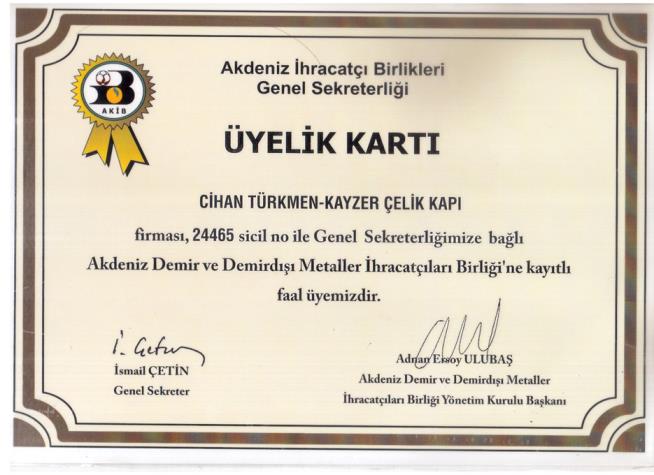 AKİB
Akdeniz İhracatçı Birlikleri
Genel Sekreterliği
ÜYELİK KARTI
CİHAN TÜRKMEN-KAYZER ÇELİK KAPI
firması, 24465 sicil no ile Genel Sekreterliğimize bağlı
Akdeniz Demir ve Demirdışı Metaller İhracatçıları Birliği'ne kayıtlı
faal üyemizdir.
İ. Çetin
İsmail ÇETİN
Genel Sekreter
Adnan Ersoy ULUBAŞ
Akdeniz Demir ve Demirdışı Metaller
İhracatçıları Birliği Yönetim Kurulu Başkanı